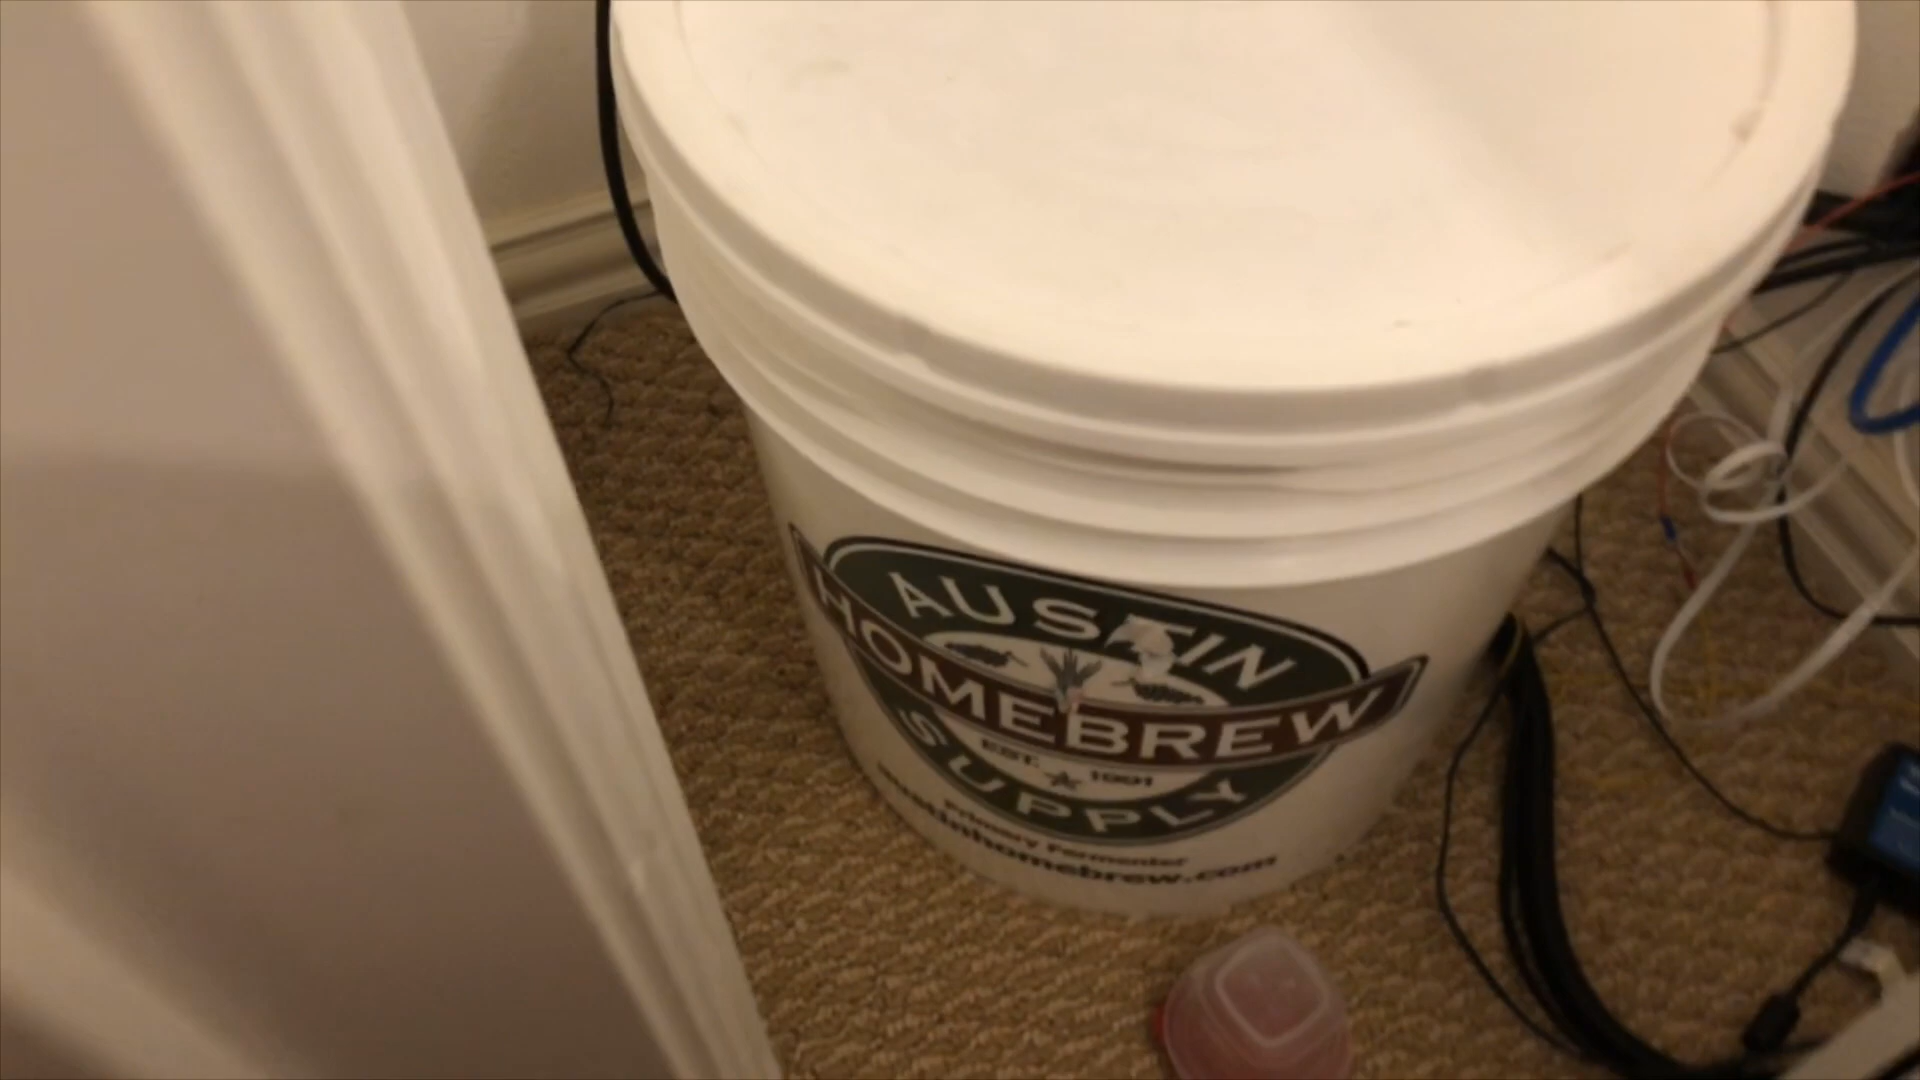 AUSTIN
HOMEBREW
EST. 1991
SUPPLY
Primary Fermenter
austinhomebrew.com